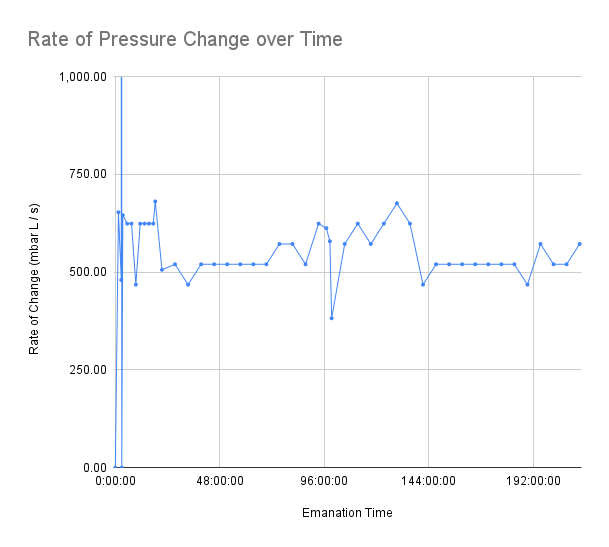 Rate of Pressure Change over Time
Rate of Change (mbar L / s)
1,000.00
750.00
500.00
250.00
0.00
0:00:00 48:00:00 96:00:00 144:00:00 192:00:00
Emanation Time